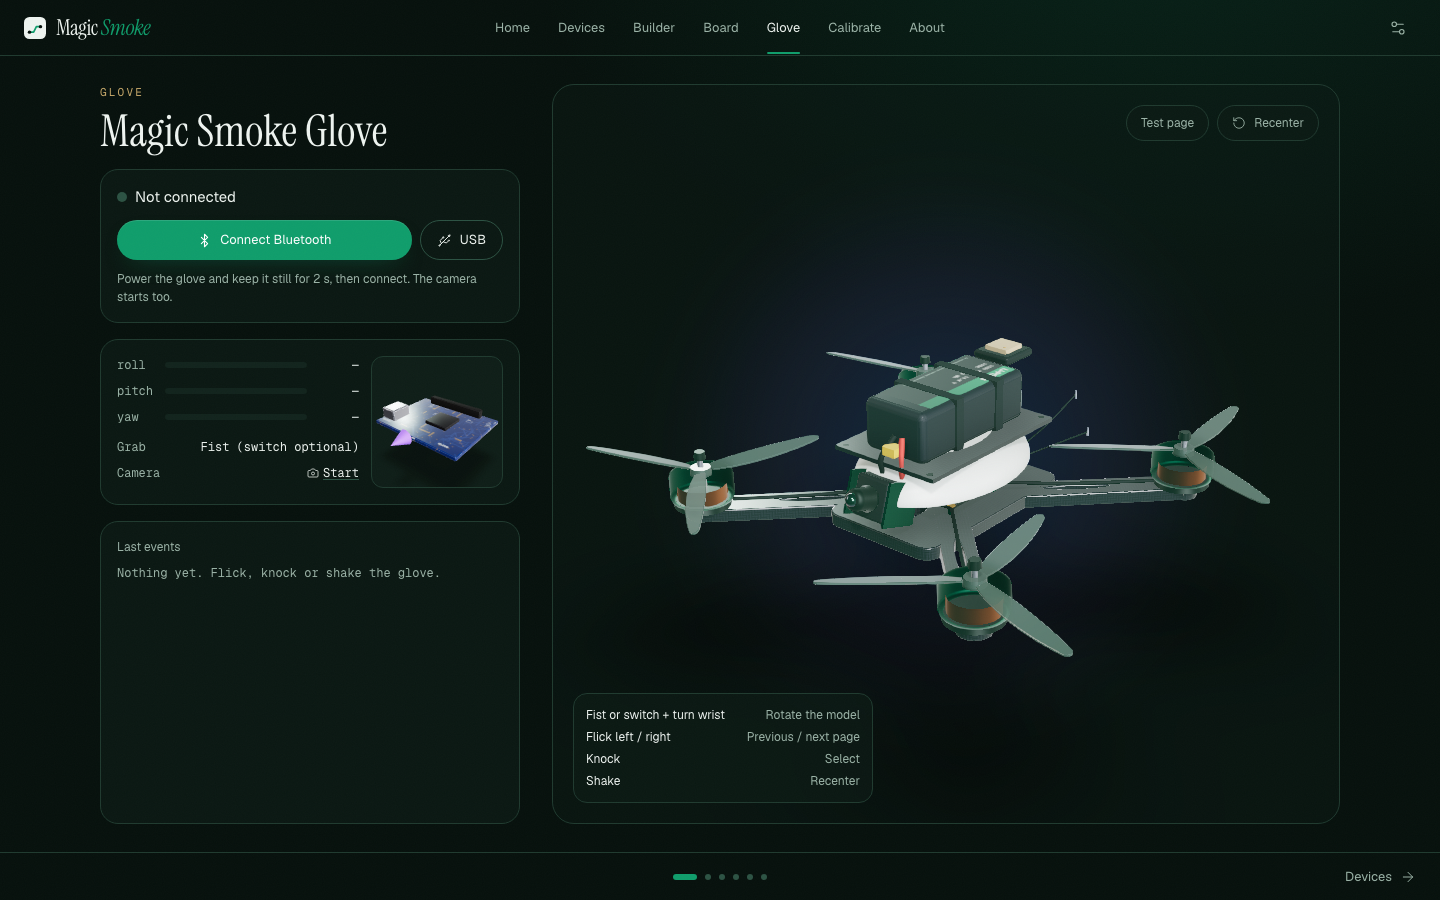 Magic Smoke
Home
Devices
Builder
Board
Glove
Calibrate
About
GLOVE
Magic Smoke Glove
Not connected
Connect Bluetooth
USB
Power the glove and keep it still for 2 s, then connect. The camera
starts too.
roll –
pitch –
yaw –
Grab Fist (switch optional)
Camera Start
Last events
Nothing yet. Flick, knock or shake the glove.
Test page
Recenter
Fist or switch + turn wrist Rotate the model
Flick left / right Previous / next page
Knock Select
Shake Recenter
Devices